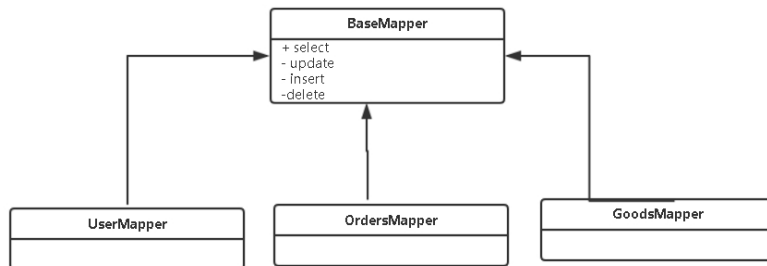 BaseMapper
+ select
- update
- insert
-delete
UserMapper
OrdersMapper
GoodsMapper